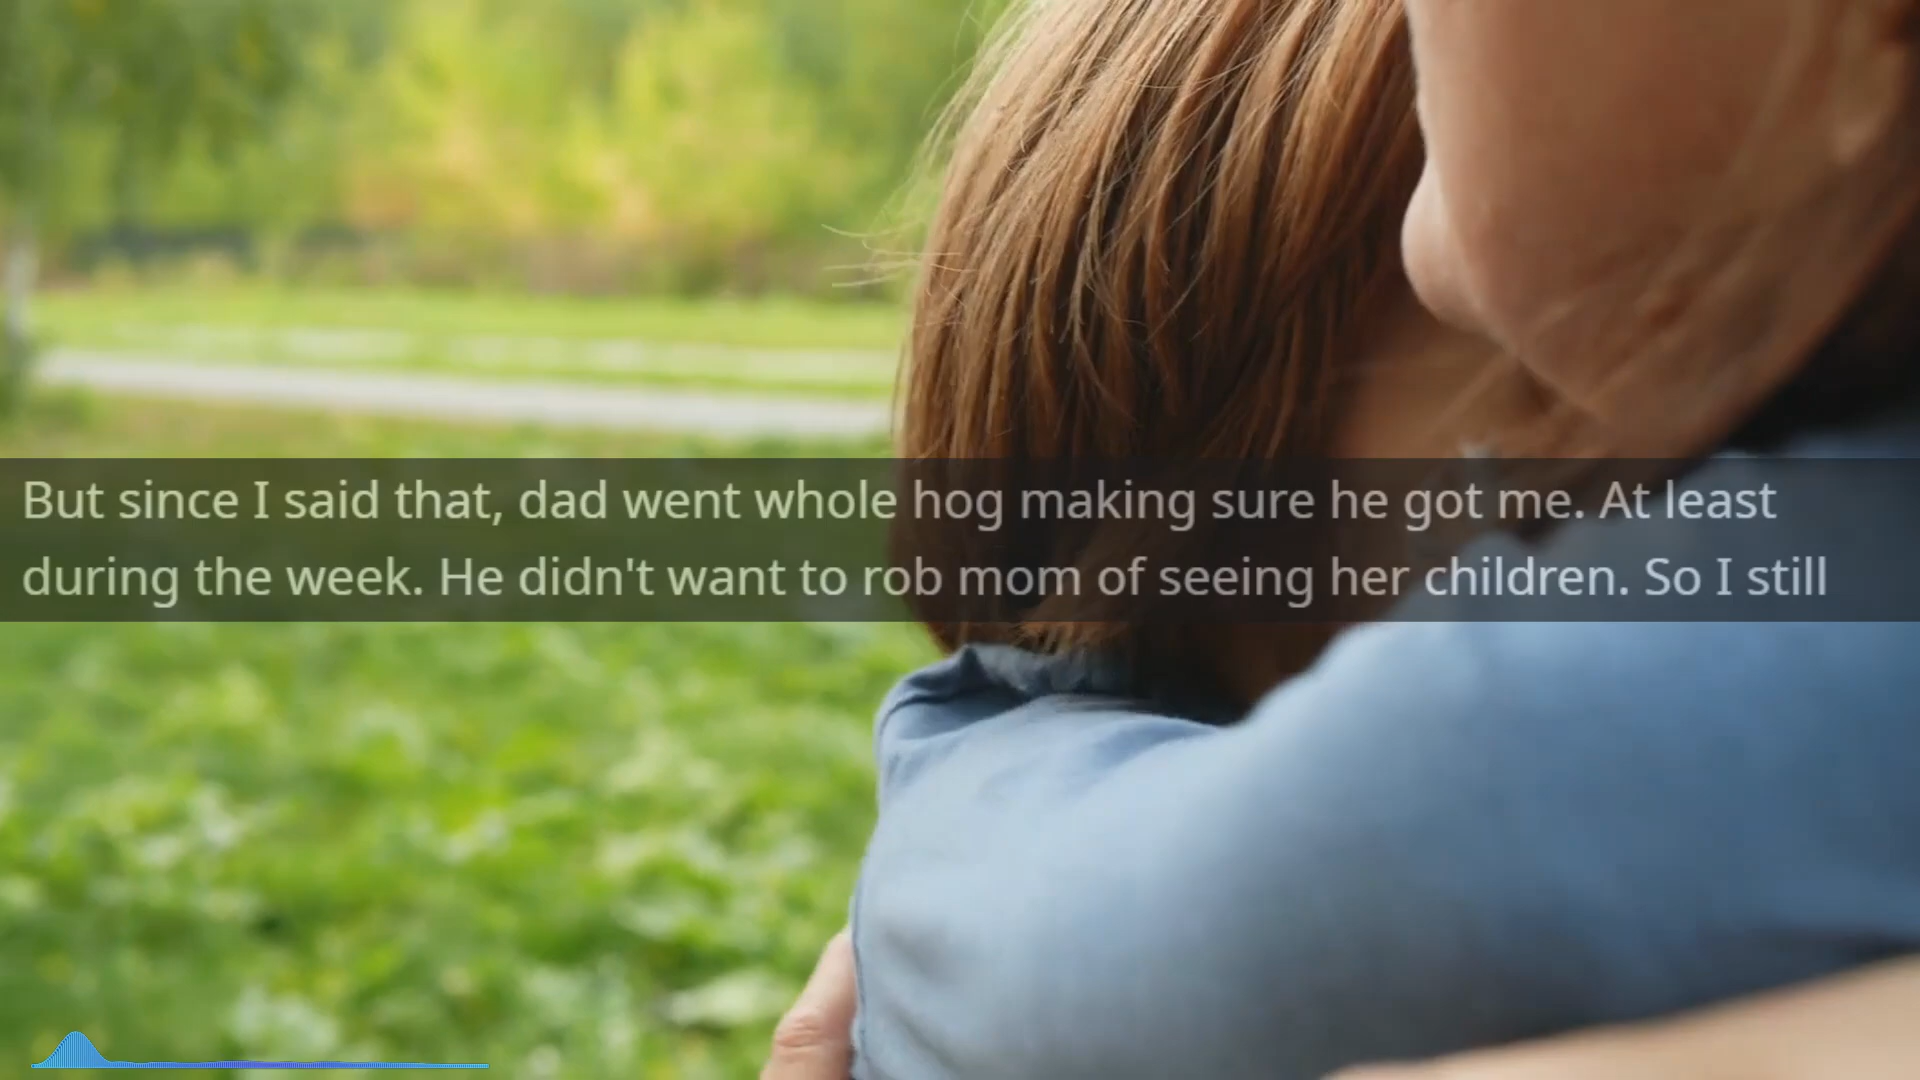 But since I said that, dad went whole hog making sure he got me. At least
during the week. He didn't want to rob mom of seeing her children. So I still